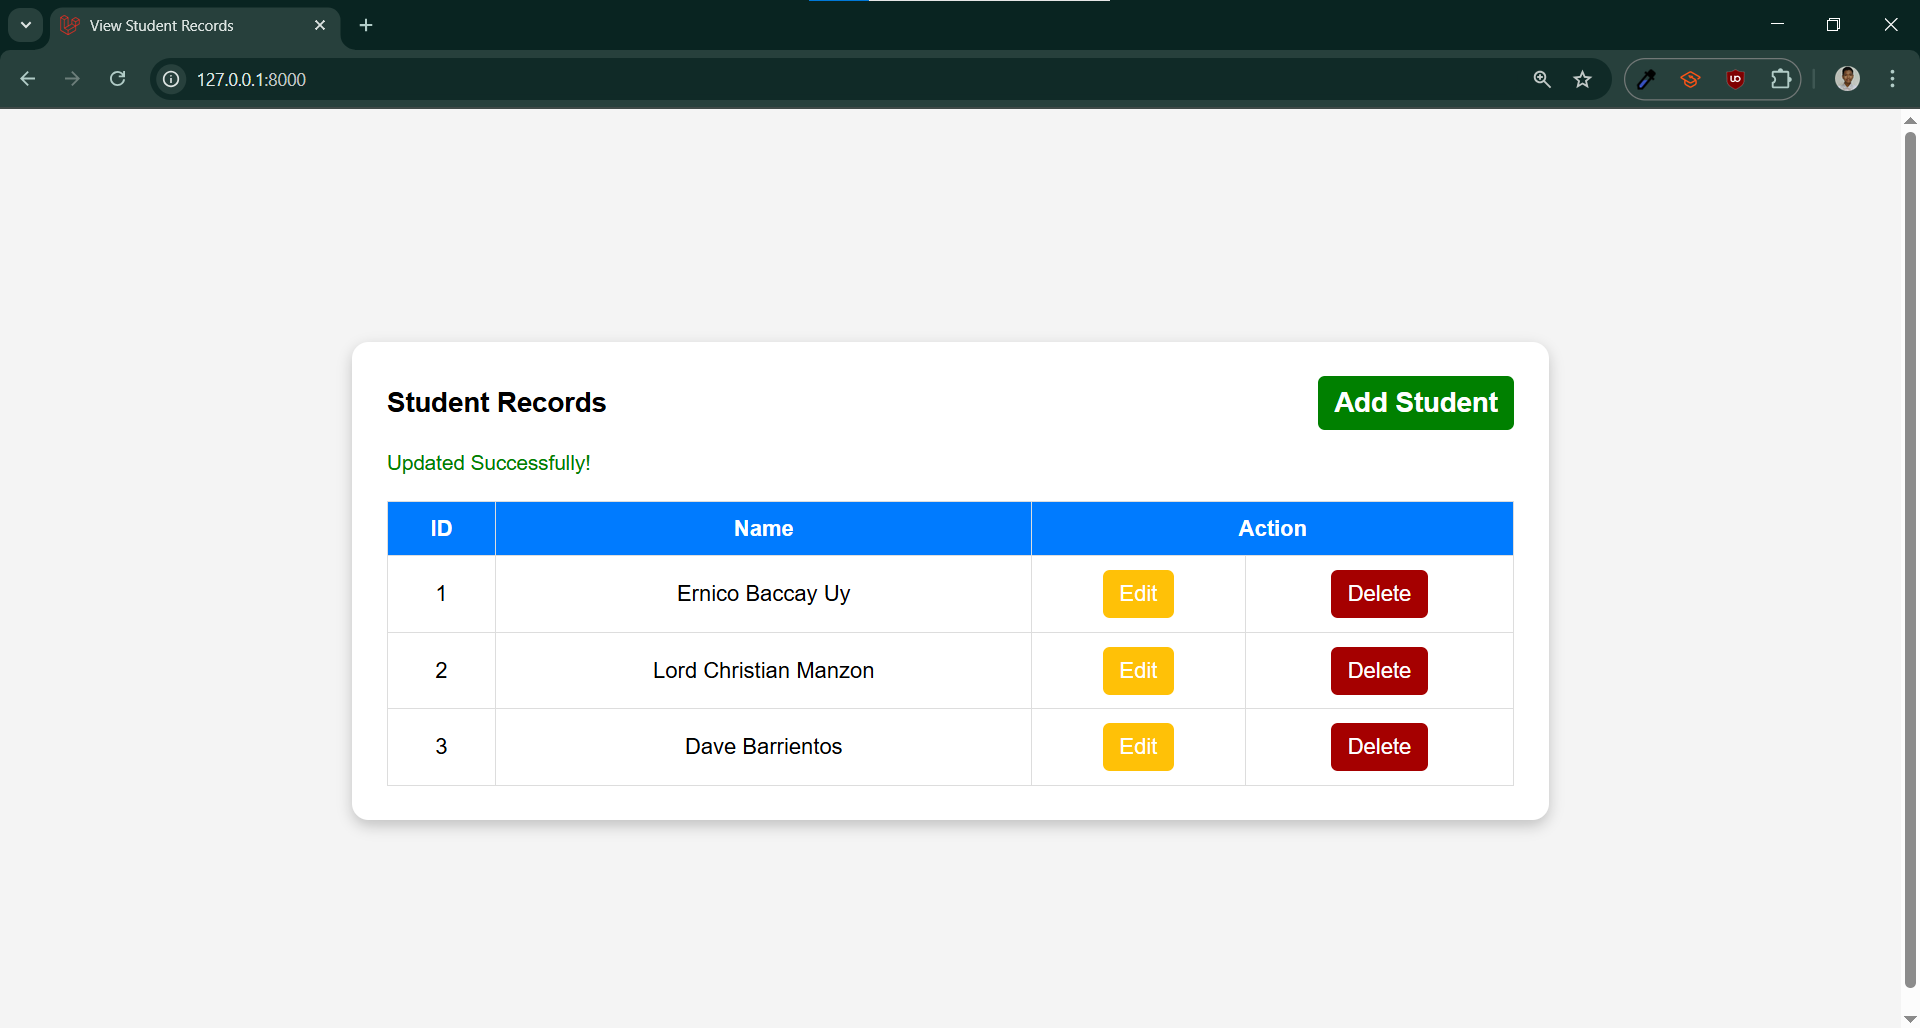 View Student Records
127.0.0.1:8000
Student Records
Add Student
Updated Successfully!
ID Name Action
1 Ernico Baccay Uy Edit Delete
2 Lord Christian Manzon Edit Delete
3 Dave Barrientos Edit Delete